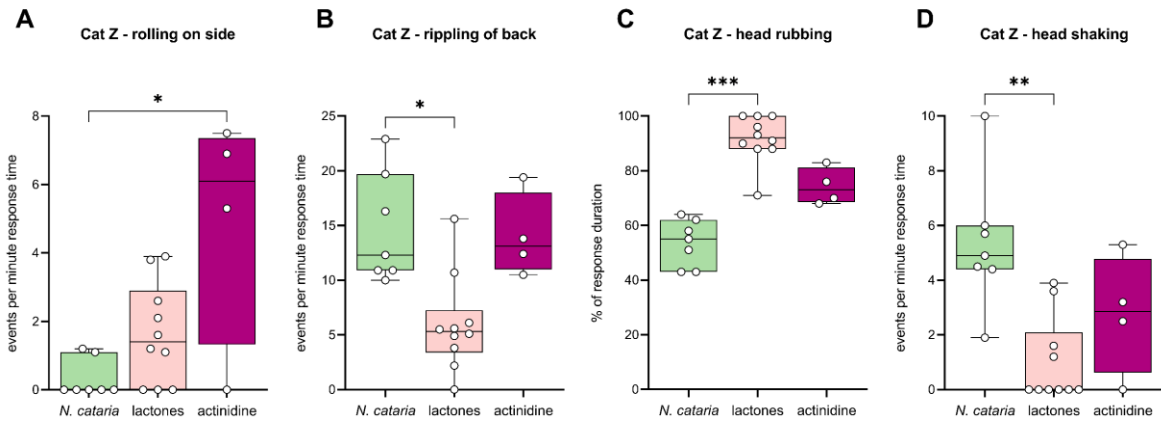 A
Cat Z - rolling on side
*
events per minute response time
8
6
4
2
0
N. cataria lactones actinidine
B
Cat Z - rippling of back
*
events per minute response time
25
20
15
10
5
0
N. cataria lactones actinidine
C
Cat Z - head rubbing
***
% of response duration
100
80
60
40
20
0
N. cataria lactones actinidine
D
Cat Z - head shaking
**
events per minute response time
10
8
6
4
2
0
N. cataria lactones actinidine